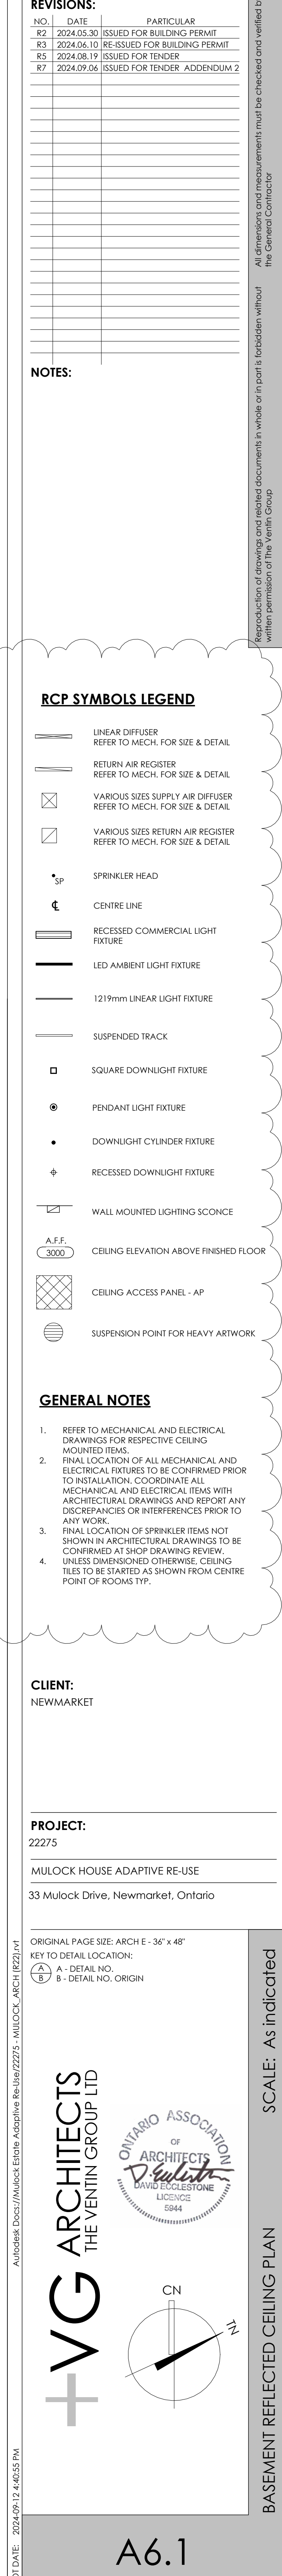 REVISIONS:
NO. DATE PARTICULAR
R2 2024.05.30 ISSUED FOR BUILDING PERMIT
R3 2024.06.10 RE-ISSUED FOR BUILDING PERMIT
R5 2024.08.19 ISSUED FOR TENDER
R7 2024.09.06 ISSUED FOR TENDER ADDENDUM 2
NOTES:
All dimensions and measurements must be checked and verified by
the General Contractor
Reproduction of drawings and related documents in whole or in part is forbidden without
written permission of The Ventin Group
RCP SYMBOLS LEGEND
LINEAR DIFFUSER
REFER TO MECH. FOR SIZE & DETAIL
RETURN AIR REGISTER
REFER TO MECH. FOR SIZE & DETAIL
VARIOUS SIZES SUPPLY AIR DIFFUSER
REFER TO MECH. FOR SIZE & DETAIL
VARIOUS SIZES RETURN AIR REGISTER
REFER TO MECH. FOR SIZE & DETAIL
SP SPRINKLER HEAD
℄ CENTRE LINE
RECESSED COMMERCIAL LIGHT
FIXTURE
LED AMBIENT LIGHT FIXTURE
1219mm LINEAR LIGHT FIXTURE
SUSPENDED TRACK
SQUARE DOWNLIGHT FIXTURE
PENDANT LIGHT FIXTURE
DOWNLIGHT CYLINDER FIXTURE
RECESSED DOWNLIGHT FIXTURE
WALL MOUNTED LIGHTING SCONCE
A.F.F.
3000 CEILING ELEVATION ABOVE FINISHED FLOOR
CEILING ACCESS PANEL - AP
SUSPENSION POINT FOR HEAVY ARTWORK
GENERAL NOTES
1. REFER TO MECHANICAL AND ELECTRICAL
DRAWINGS FOR RESPECTIVE CEILING
MOUNTED ITEMS.
2. FINAL LOCATION OF ALL MECHANICAL AND
ELECTRICAL FIXTURES TO BE CONFIRMED PRIOR
TO INSTALLATION. COORDINATE ALL
MECHANICAL AND ELECTRICAL ITEMS WITH
ARCHITECTURAL DRAWINGS AND REPORT ANY
DISCREPANCIES OR INTERFERENCES PRIOR TO
ANY WORK.
3. FINAL LOCATION OF SPRINKLER ITEMS NOT
SHOWN IN ARCHITECTURAL DRAWINGS TO BE
CONFIRMED AT SHOP DRAWING REVIEW.
4. UNLESS DIMENSIONED OTHERWISE, CEILING
TILES TO BE STARTED AS SHOWN FROM CENTRE
POINT OF ROOMS TYP.
CLIENT:
NEWMARKET
PROJECT:
22275
MULOCK HOUSE ADAPTIVE RE-USE
33 Mulock Drive, Newmarket, Ontario
ORIGINAL PAGE SIZE: ARCH E - 36" x 48"
KEY TO DETAIL LOCATION:
A A - DETAIL NO.
B B - DETAIL NO. ORIGIN
+VG ARCHITECTS
THE VENTIN GROUP LTD
ONTARIO ASSOCIATION
OF
ARCHITECTS
DAVID ECCLESTONE
LICENCE
5944
CN
TN
SCALE: As indicated
BASEMENT REFLECTED CEILING PLAN
A6.1
Autodesk Docs://Mulock Estate Adaptive Re-Use/22275 - MULOCK_ARCH (R22).rvt
OT DATE: 2024-09-12 4:40:55 PM